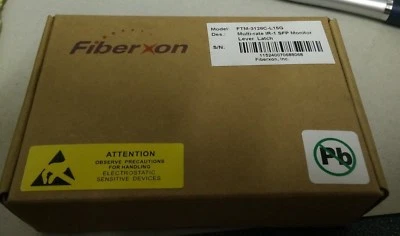 Fiberxon
Model: FTM-3128C-L15G
Des.: Multi-rate IR-1 SFP Monitor
Lever Latch
S/N:
Fiberxon, Inc.
ATTENTION
OBSERVE PRECAUTIONS
FOR HANDLING
ELECTROSTATIC
SENSITIVE DEVICES
Pb